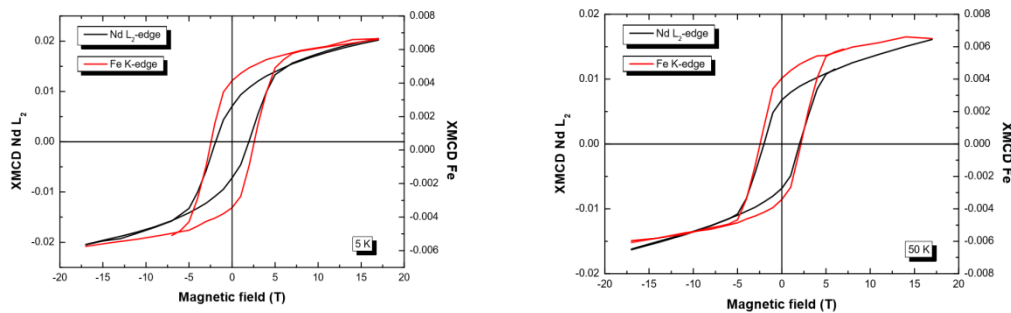 XMCD Nd L2
0.02
0.01
0.00
-0.01
-0.02
Nd L2-edge
Fe K-edge
5 K
0.008
0.006
0.004
0.002
0.000
-0.002
-0.004
-0.006
XMCD Fe
-20 -15 -10 -5 0 5 10 15 20
Magnetic field (T)
XMCD Nd L2
0.02
0.01
0.00
-0.01
-0.02
Nd L2-edge
Fe K-edge
50 K
0.008
0.006
0.004
0.002
0.000
-0.002
-0.004
-0.006
-0.008
XMCD Fe
-20 -15 -10 -5 0 5 10 15 20
Magnetic field (T)